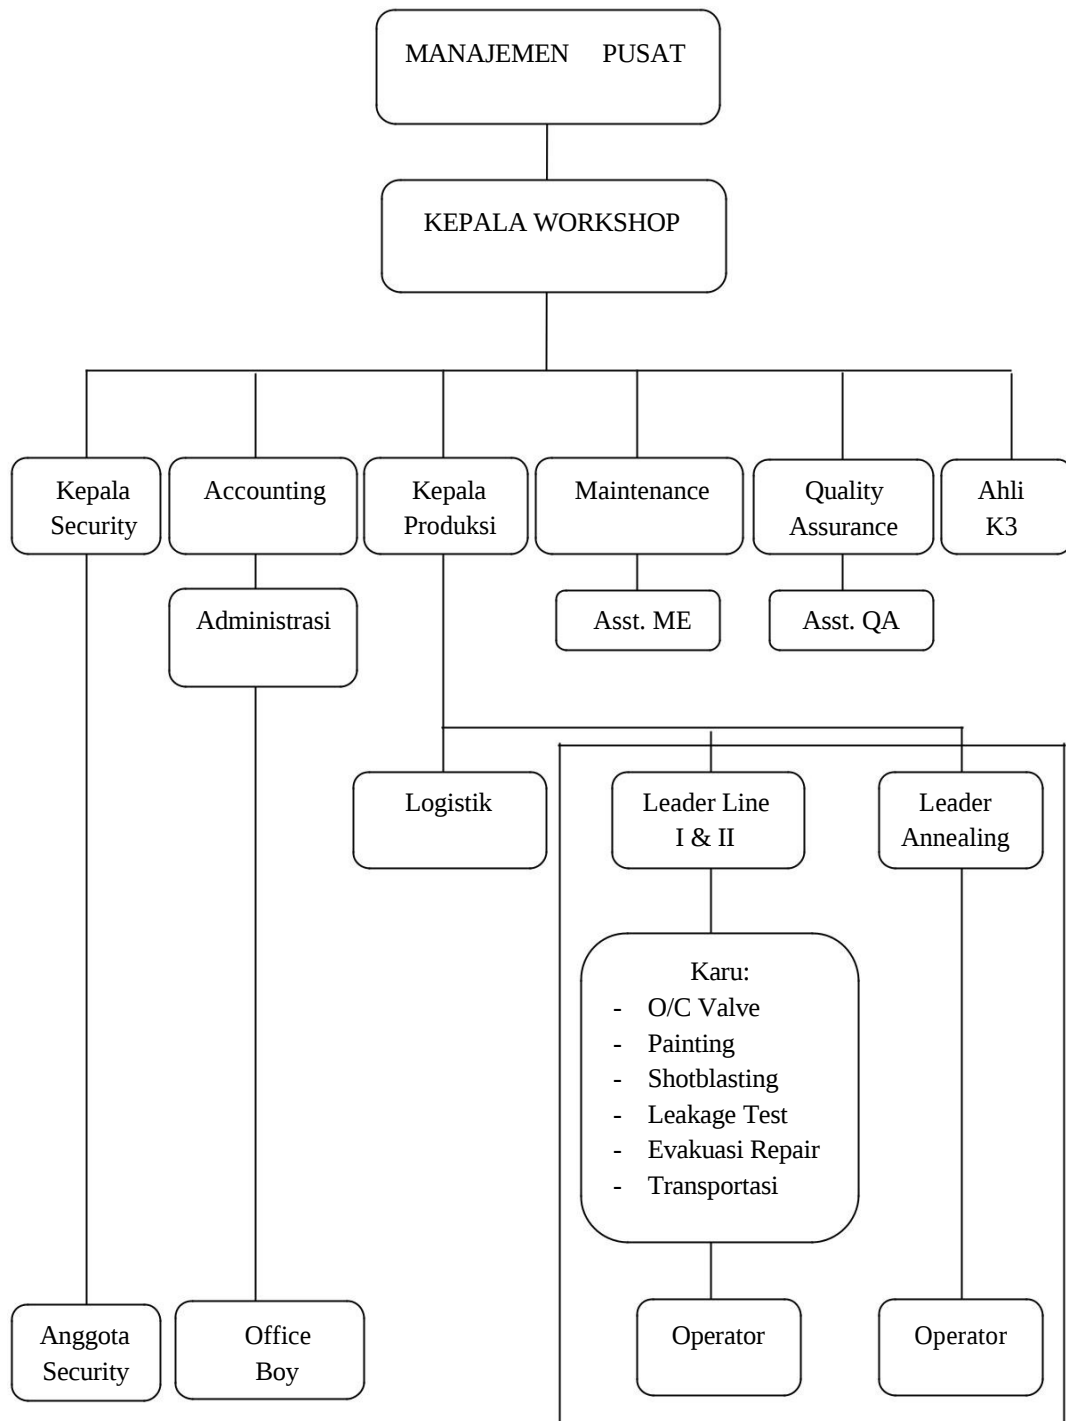 MANAJEMEN PUSAT
KEPALA WORKSHOP
Kepala
Security
Accounting
Kepala
Produksi
Maintenance
Quality
Assurance
Ahli
K3
Administrasi
Asst. ME
Asst. QA
Logistik
Leader Line
I & II
Leader
Annealing
Karu:
- O/C Valve
- Painting
- Shotblasting
- Leakage Test
- Evakuasi Repair
- Transportasi
Anggota
Security
Office
Boy
Operator
Operator